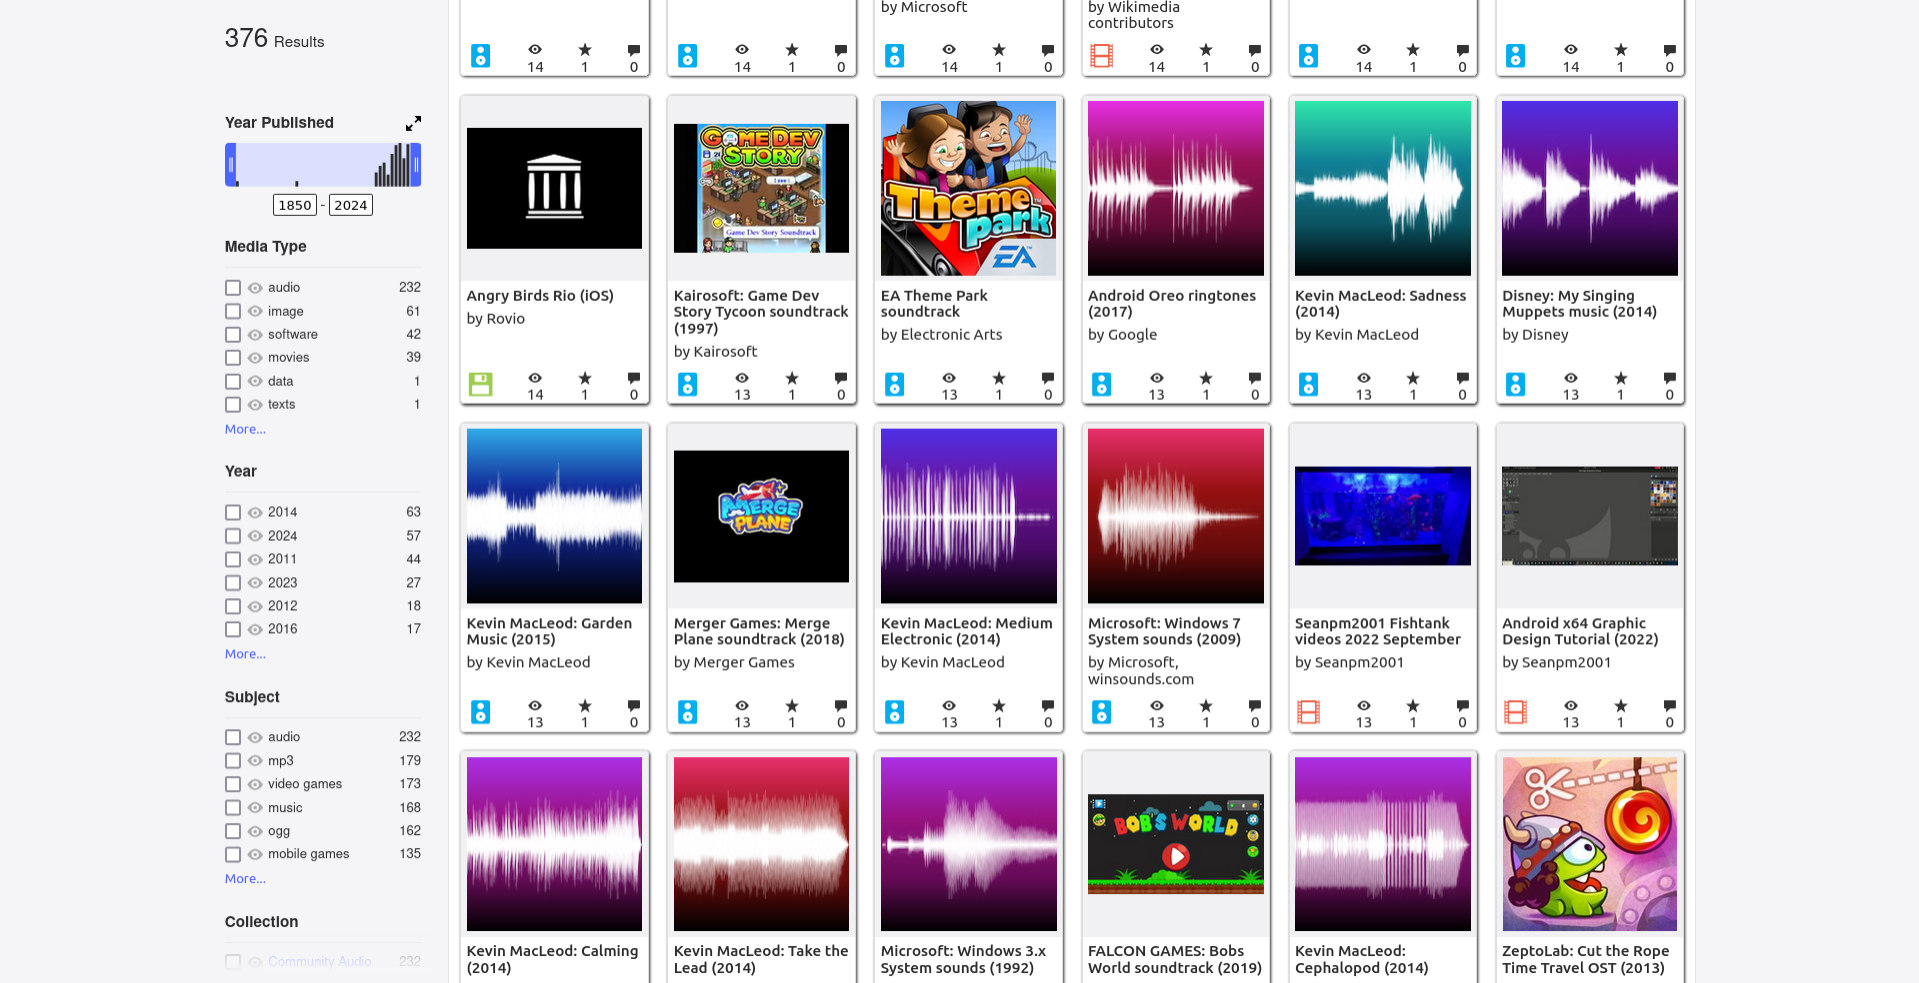 376 Results
Year Published
1850 - 2024
Media Type
audio 232
image 61
software 42
movies 39
data 1
texts 1
More...
Year
2014 63
2024 57
2011 44
2023 27
2012 18
2016 17
More...
Subject
audio 232
mp3 179
video games 173
music 168
ogg 162
mobile games 135
More...
Collection
Community Audio 232
by Microsoft
by Wikimedia
contributors
14 1 0
14 1 0
14 1 0
14 1 0
14 1 0
14 1 0
Angry Birds Rio (iOS)
by Rovio
14 1 0
GAME DEV
STORY
Game Dev Story Soundtrack
Kairosoft: Game Dev
Story Tycoon soundtrack
(1997)
by Kairosoft
13 1 0
Theme
park
EA
EA Theme Park
soundtrack
by Electronic Arts
13 1 0
Android Oreo ringtones
(2017)
by Google
13 1 0
Kevin MacLeod: Sadness
(2014)
by Kevin MacLeod
13 1 0
Disney: My Singing
Muppets music (2014)
by Disney
13 1 0
Kevin MacLeod: Garden
Music (2015)
by Kevin MacLeod
13 1 0
MERGE
PLANE
Merger Games: Merge
Plane soundtrack (2018)
by Merger Games
13 1 0
Kevin MacLeod: Medium
Electronic (2014)
by Kevin MacLeod
13 1 0
Microsoft: Windows 7
System sounds (2009)
by Microsoft,
winsounds.com
13 1 0
Seanpm2001 Fishtank
videos 2022 September
by Seanpm2001
13 1 0
Android x64 Graphic
Design Tutorial (2022)
by Seanpm2001
13 1 0
Kevin MacLeod: Calming
(2014)
Kevin MacLeod: Take the
Lead (2014)
Microsoft: Windows 3.x
System sounds (1992)
BOB'S WORLD
FALCON GAMES: Bobs
World soundtrack (2019)
Kevin MacLeod:
Cephalopod (2014)
ZeptoLab: Cut the Rope
Time Travel OST (2013)